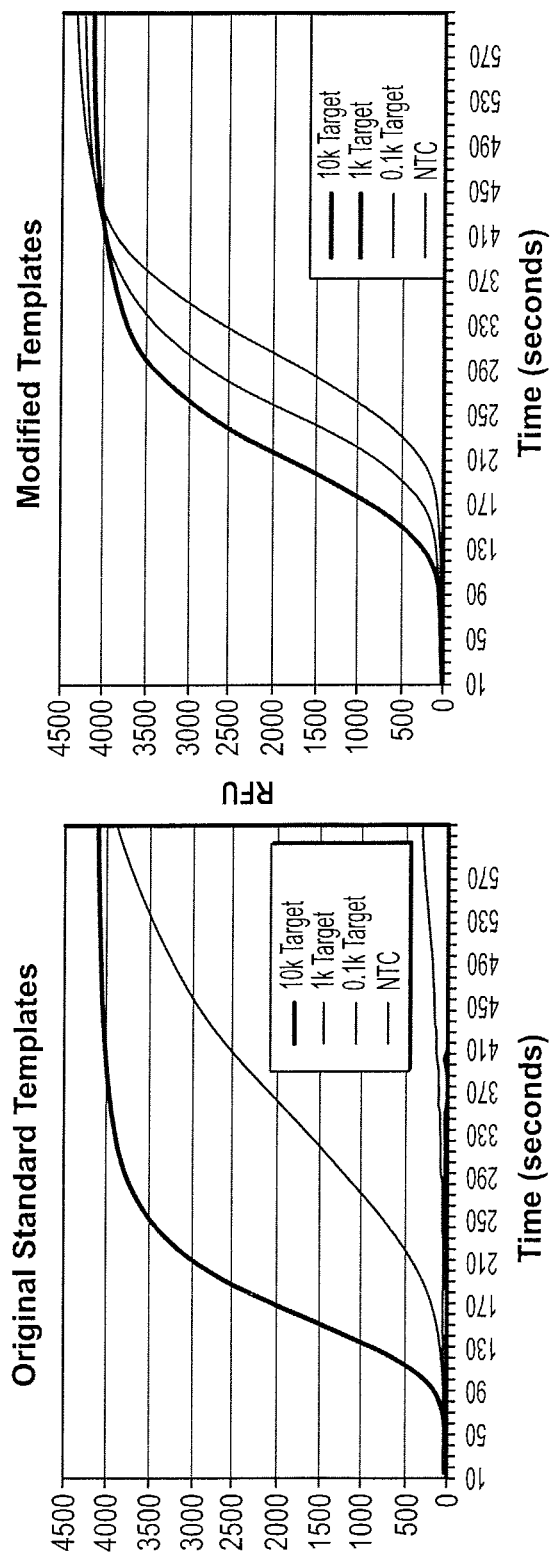 Original Standard Templates
4500
4000
3500
3000
2500
2000
1500
1000
500
0
10k Target
1k Target
0.1k Target
NTC
10 50 90 130 170 210 250 290 330 370 410 450 490 530 570
Time (seconds)
Modified Templates
RFU
4500
4000
3500
3000
2500
2000
1500
1000
500
0
10k Target
1k Target
0.1k Target
NTC
10 50 90 130 170 210 250 290 330 370 410 450 490 530 570
Time (seconds)